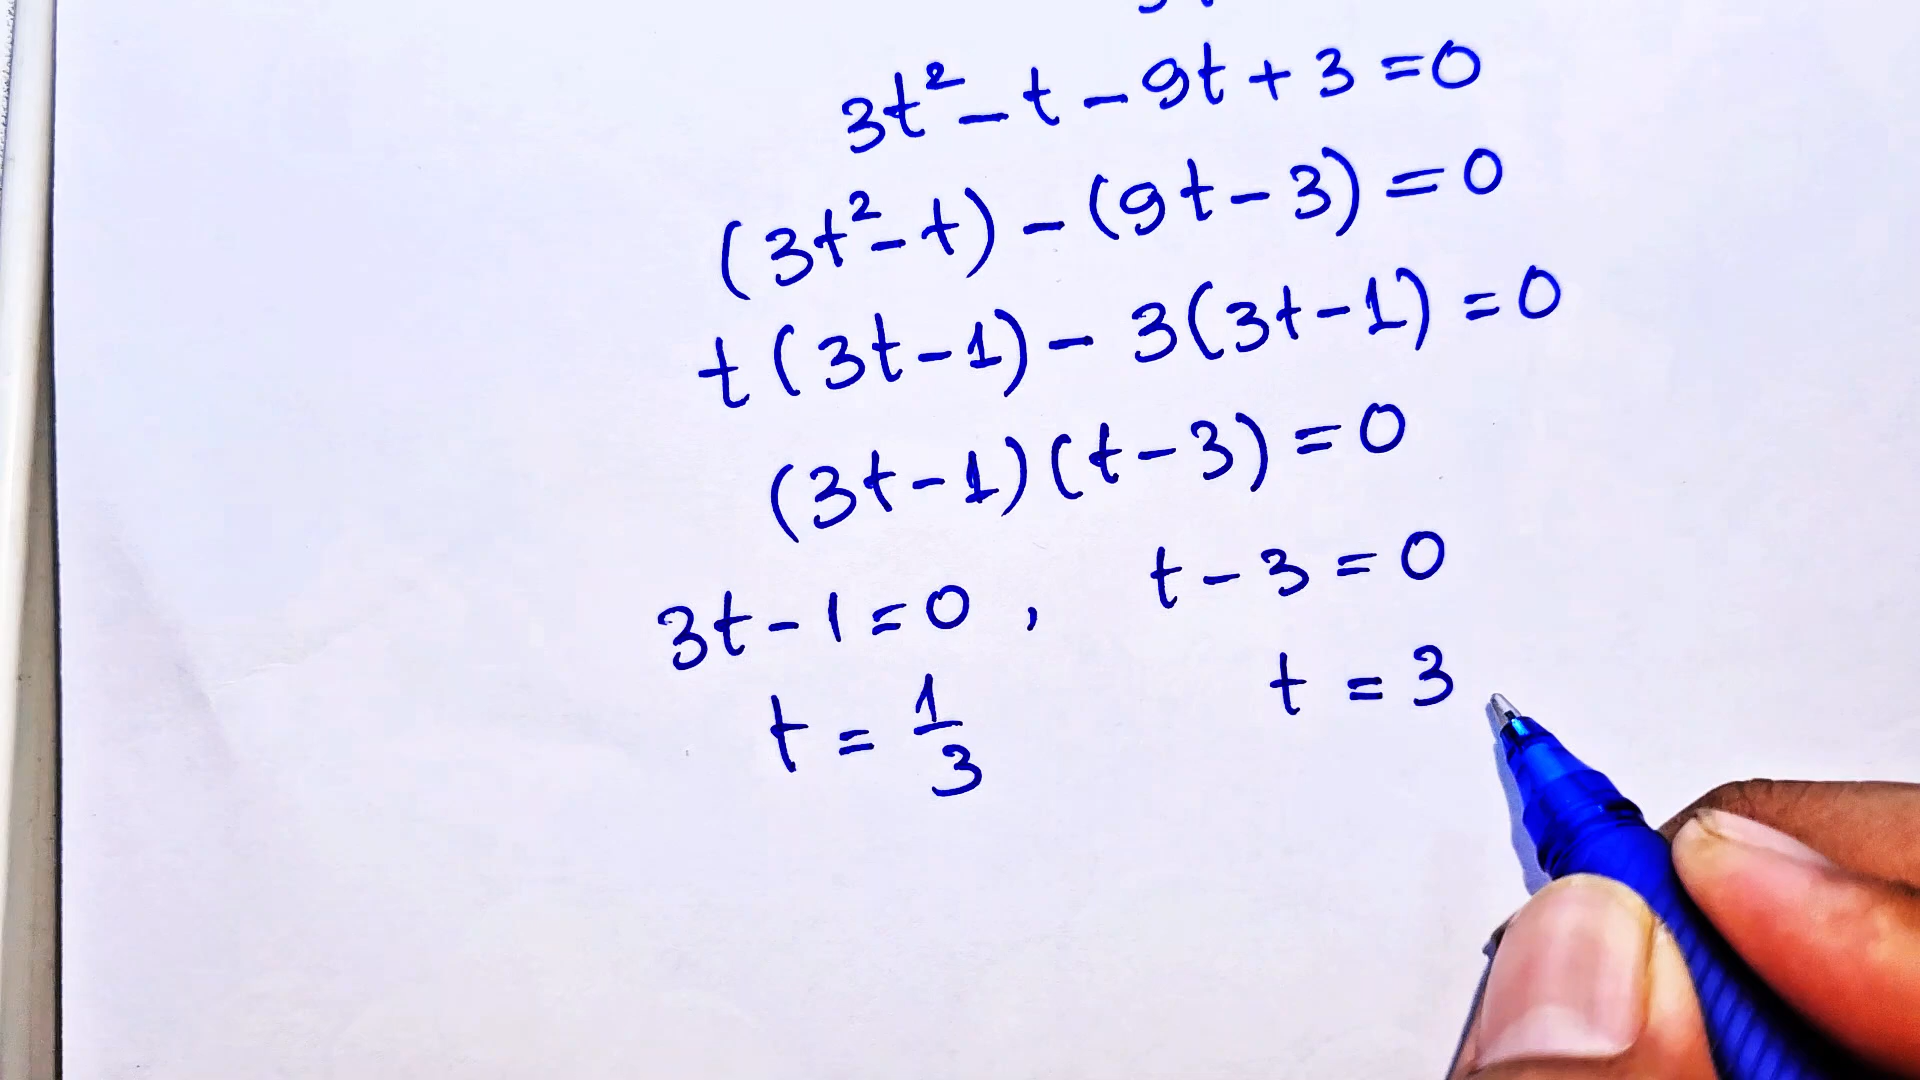 3t² - t - 9t + 3 = 0
(3t² - t) - (9t - 3) = 0
t(3t - 1) - 3(3t - 1) = 0
(3t - 1)(t - 3) = 0
3t - 1 = 0 , t - 3 = 0
t = 1/3 t = 3